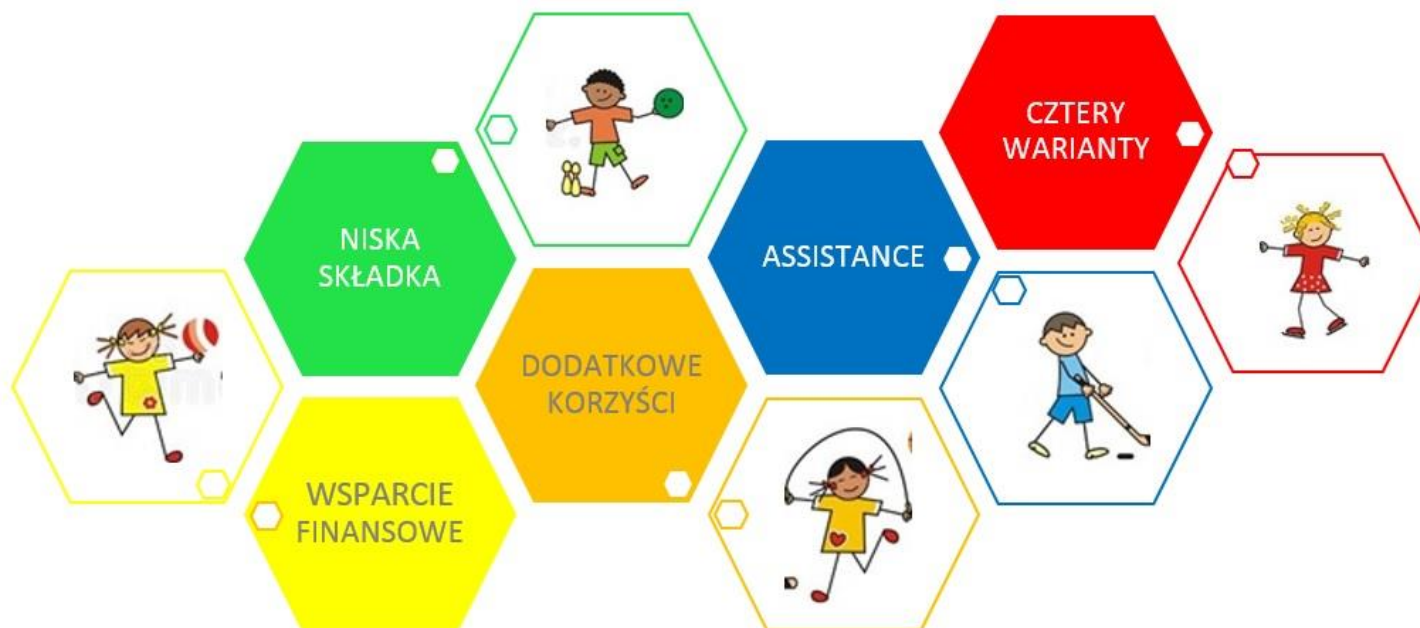 NISKA
SKŁADKA
WSPARCIE
FINANSOWE
DODATKOWE
KORZYŚCI
ASSISTANCE
CZTERY
WARIANTY